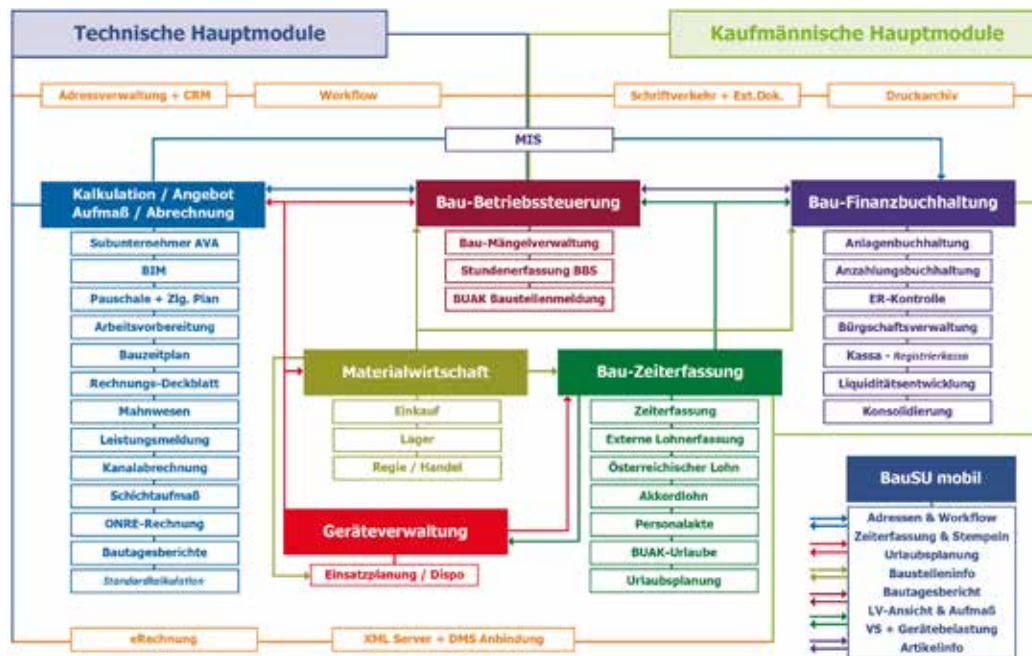 Technische Hauptmodule
Kaufmännische Hauptmodule
Adressverwaltung + CRM
Workflow
Schriftverkehr + Ext.Dok.
Druckarchiv
MIS
Kalkulation / Angebot
Aufmaß / Abrechnung
Subunternehmer AVA
BIM
Pauschale + Zlg. Plan
Arbeitsvorbereitung
Bauzeitplan
Rechnungs-Deckblatt
Mahnwesen
Leistungsmeldung
Kanalabrechnung
Schichtaufmaß
ONRE-Rechnung
Bautagesberichte
Standardkalkulation
Bau-Betriebssteuerung
Bau-Mängelverwaltung
Stundenerfassung BBS
BUAK Baustellenmeldung
Bau-Finanzbuchhaltung
Anlagenbuchhaltung
Anzahlungsbuchhaltung
ER-Kontrolle
Bürgschaftsverwaltung
Kassa - Registrierkassa
Liquiditätsentwicklung
Konsolidierung
Materialwirtschaft
Einkauf
Lager
Regie / Handel
Bau-Zeiterfassung
Zeiterfassung
Externe Lohnerfassung
Österreichischer Lohn
Akkordlohn
Personalakte
BUAK-Urlaube
Urlaubsplanung
Geräteverwaltung
Einsatzplanung / Dispo
BauSU mobil
Adressen & Workflow
Zeiterfassung & Stempeln
Urlaubsplanung
Baustelleninfo
Bautagesbericht
LV-Ansicht & Aufmaß
VS + Gerätebelastung
Artikelinfo
eRechnung
XML Server + DMS Anbindung